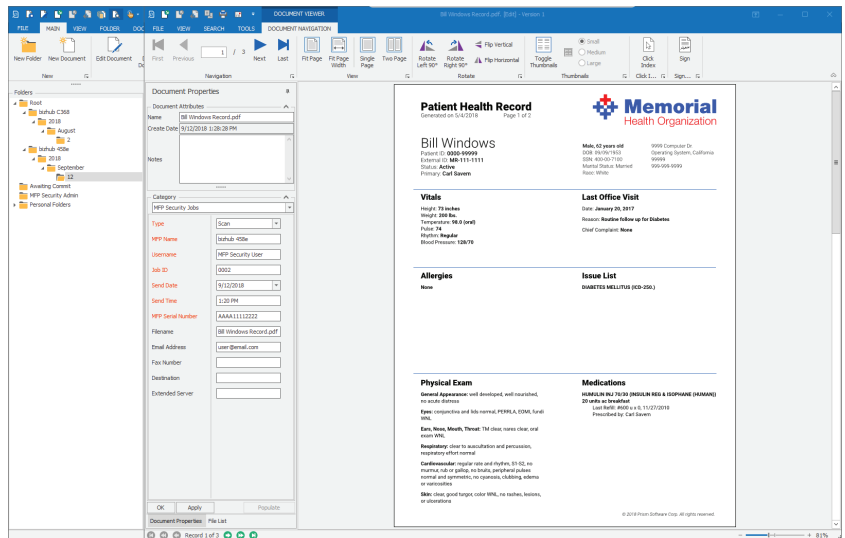 DOCUMENT VIEWER
Bill Windows Record.pdf: [Edit] - Version 1
FILE MAIN VIEW FOLDER DOC
FILE VIEW SEARCH TOOLS DOCUMENT NAVIGATION
New Folder New Document Edit Document
New
First Previous 1 / 3 Next Last
Navigation
Fit Page Fit Page Width Single Page Two Page
View
Rotate Left 90° Rotate Right 90° Flip Vertical
Flip Horizontal
Rotate
Toggle Thumbnails
Small
Medium
Large
Thumbnails
Click Index
Click I...
Sign
Sign...
Folders
Root
bizhub C368
2018
August
2
bizhub 458e
2018
September
12
Awaiting Commit
MFP Security Admin
Personal Folders
Document Properties
Document Attributes
Name Bill Windows Record.pdf
Create Date 9/12/2018 1:28:28 PM
Notes
Category
MFP Security Jobs
Type Scan
MFP Name bizhub 458e
Username MFP Security User
Job ID 0002
Send Date 9/12/2018
Send Time 1:20 PM
MFP Serial Number AAAA11112222
Filename Bill Windows Record.pdf
Email Address user@email.com
Fax Number
Destination
Extended Server
OK Apply Populate
Document Properties File List
Record 1 of 3
81%
Patient Health Record
Generated on 5/4/2018 Page 1 of 2
Memorial
Health Organization
Bill Windows
Patient ID: 0000-99999
External ID: MR-111-1111
Status: Active
Primary: Carl Savem
Male, 62 years old
DOB: 09/09/1953
SSN: 400-00-7100
Marital Status: Married
Race: White
9999 Computer Dr.
Operating System, California
99999
999-999-9999
Vitals
Height: 73 inches
Weight: 200 lbs.
Temperature: 98.0 (oral)
Pulse: 74
Rhythm: Regular
Blood Pressure: 128/70
Last Office Visit
Date: January 20, 2017
Reason: Routine follow up for Diabetes
Chief Complaint: None
Allergies
None
Issue List
DIABETES MELLITUS (ICD-250.)
Physical Exam
General Appearance: well developed, well nourished,
no acute distress
Eyes: conjunctiva and lids normal, PERRLA, EOMI, fundi
WNL
Ears, Nose, Mouth, Throat: TM clear, nares clear, oral
exam WNL
Respiratory: clear to auscultation and percussion,
respiratory effort normal
Cardiovascular: regular rate and rhythm, S1-S2, no
murmur, rub or gallop, no bruits, peripheral pulses
normal and symmetric, no cyanosis, clubbing, edema
or varicosities
Skin: clear, good turgor, color WNL, no rashes, lesions,
or ulcerations
Medications
HUMULIN INJ 70/30 (INSULIN REG & ISOPHANE (HUMAN))
20 units ac breakfast
Last Refill: #600 u x 0, 11/27/2010
Prescribed by: Carl Savem
© 2018 Prism Software Corp. All rights reserved.